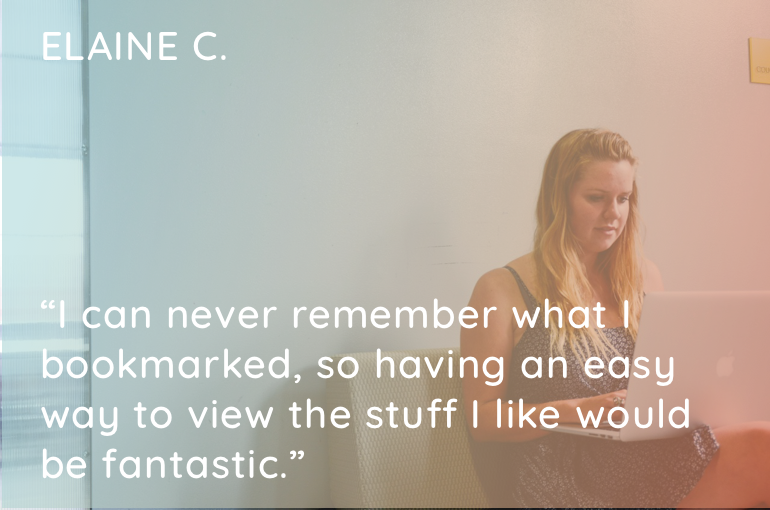 ELAINE C.
“I can never remember what I
bookmarked, so having an easy
way to view the stuff I like would
be fantastic.”